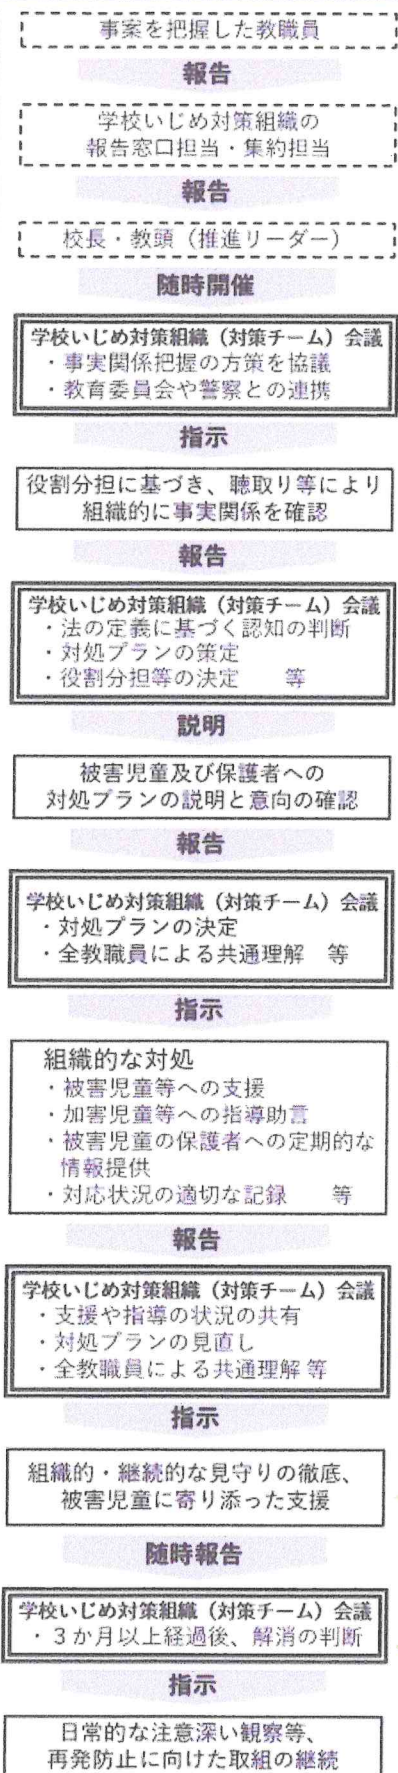 事案を把握した教職員
報告
学校いじめ対策組織の
報告窓口担当・集約担当
報告
校長・教頭（推進リーダー）
随時開催
学校いじめ対策組織（対策チーム）会議
・事実関係把握の方策を協議
・教育委員会や警察との連携
指示
役割分担に基づき、聴取り等により
組織的に事実関係を確認
報告
学校いじめ対策組織（対策チーム）会議
・法の定義に基づく認知の判断
・対処プランの策定
・役割分担等の決定　　等
説明
被害児童及び保護者への
対処プランの説明と意向の確認
報告
学校いじめ対策組織（対策チーム）会議
・対処プランの決定
・全教職員による共通理解　等
指示
組織的な対処
・被害児童等への支援
・加害児童等への指導助言
・被害児童の保護者への定期的な
情報提供
・対応状況の適切な記録　　等
報告
学校いじめ対策組織（対策チーム）会議
・支援や指導の状況の共有
・対処プランの見直し
・全教職員による共通理解 等
指示
組織的・継続的な見守りの徹底、
被害児童に寄り添った支援
随時報告
学校いじめ対策組織（対策チーム）会議
・３か月以上経過後、解消の判断
指示
日常的な注意深い観察等、
再発防止に向けた取組の継続